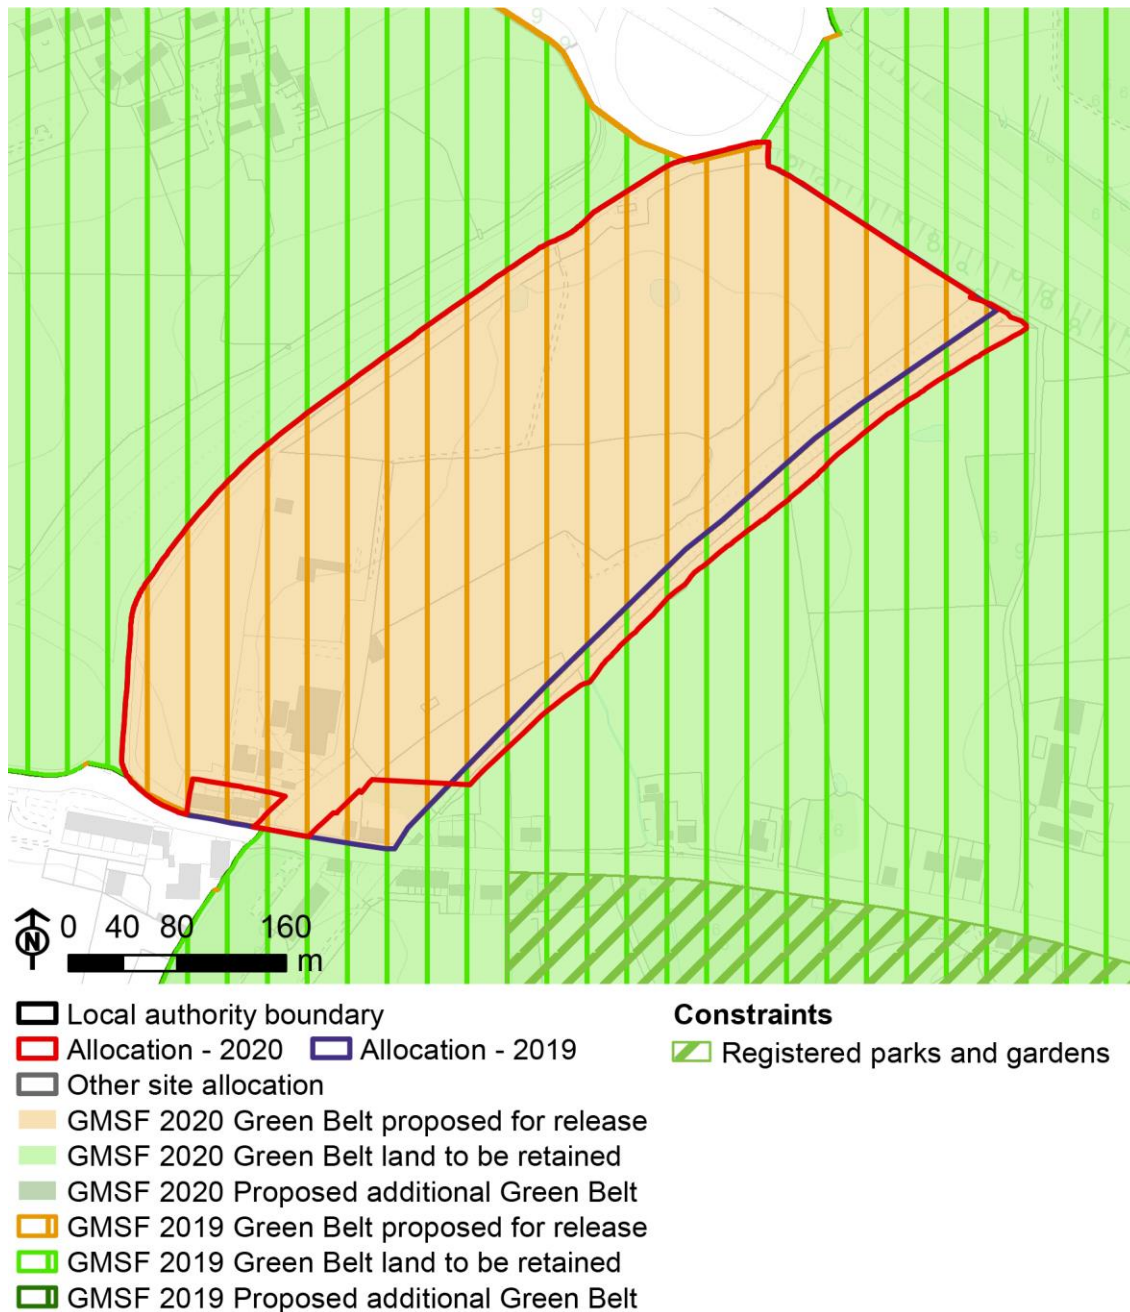 N 0 40 80 160
m
Local authority boundary
Allocation - 2020 Allocation - 2019
Other site allocation
GMSF 2020 Green Belt proposed for release
GMSF 2020 Green Belt land to be retained
GMSF 2020 Proposed additional Green Belt
GMSF 2019 Green Belt proposed for release
GMSF 2019 Green Belt land to be retained
GMSF 2019 Proposed additional Green Belt
Constraints
Registered parks and gardens